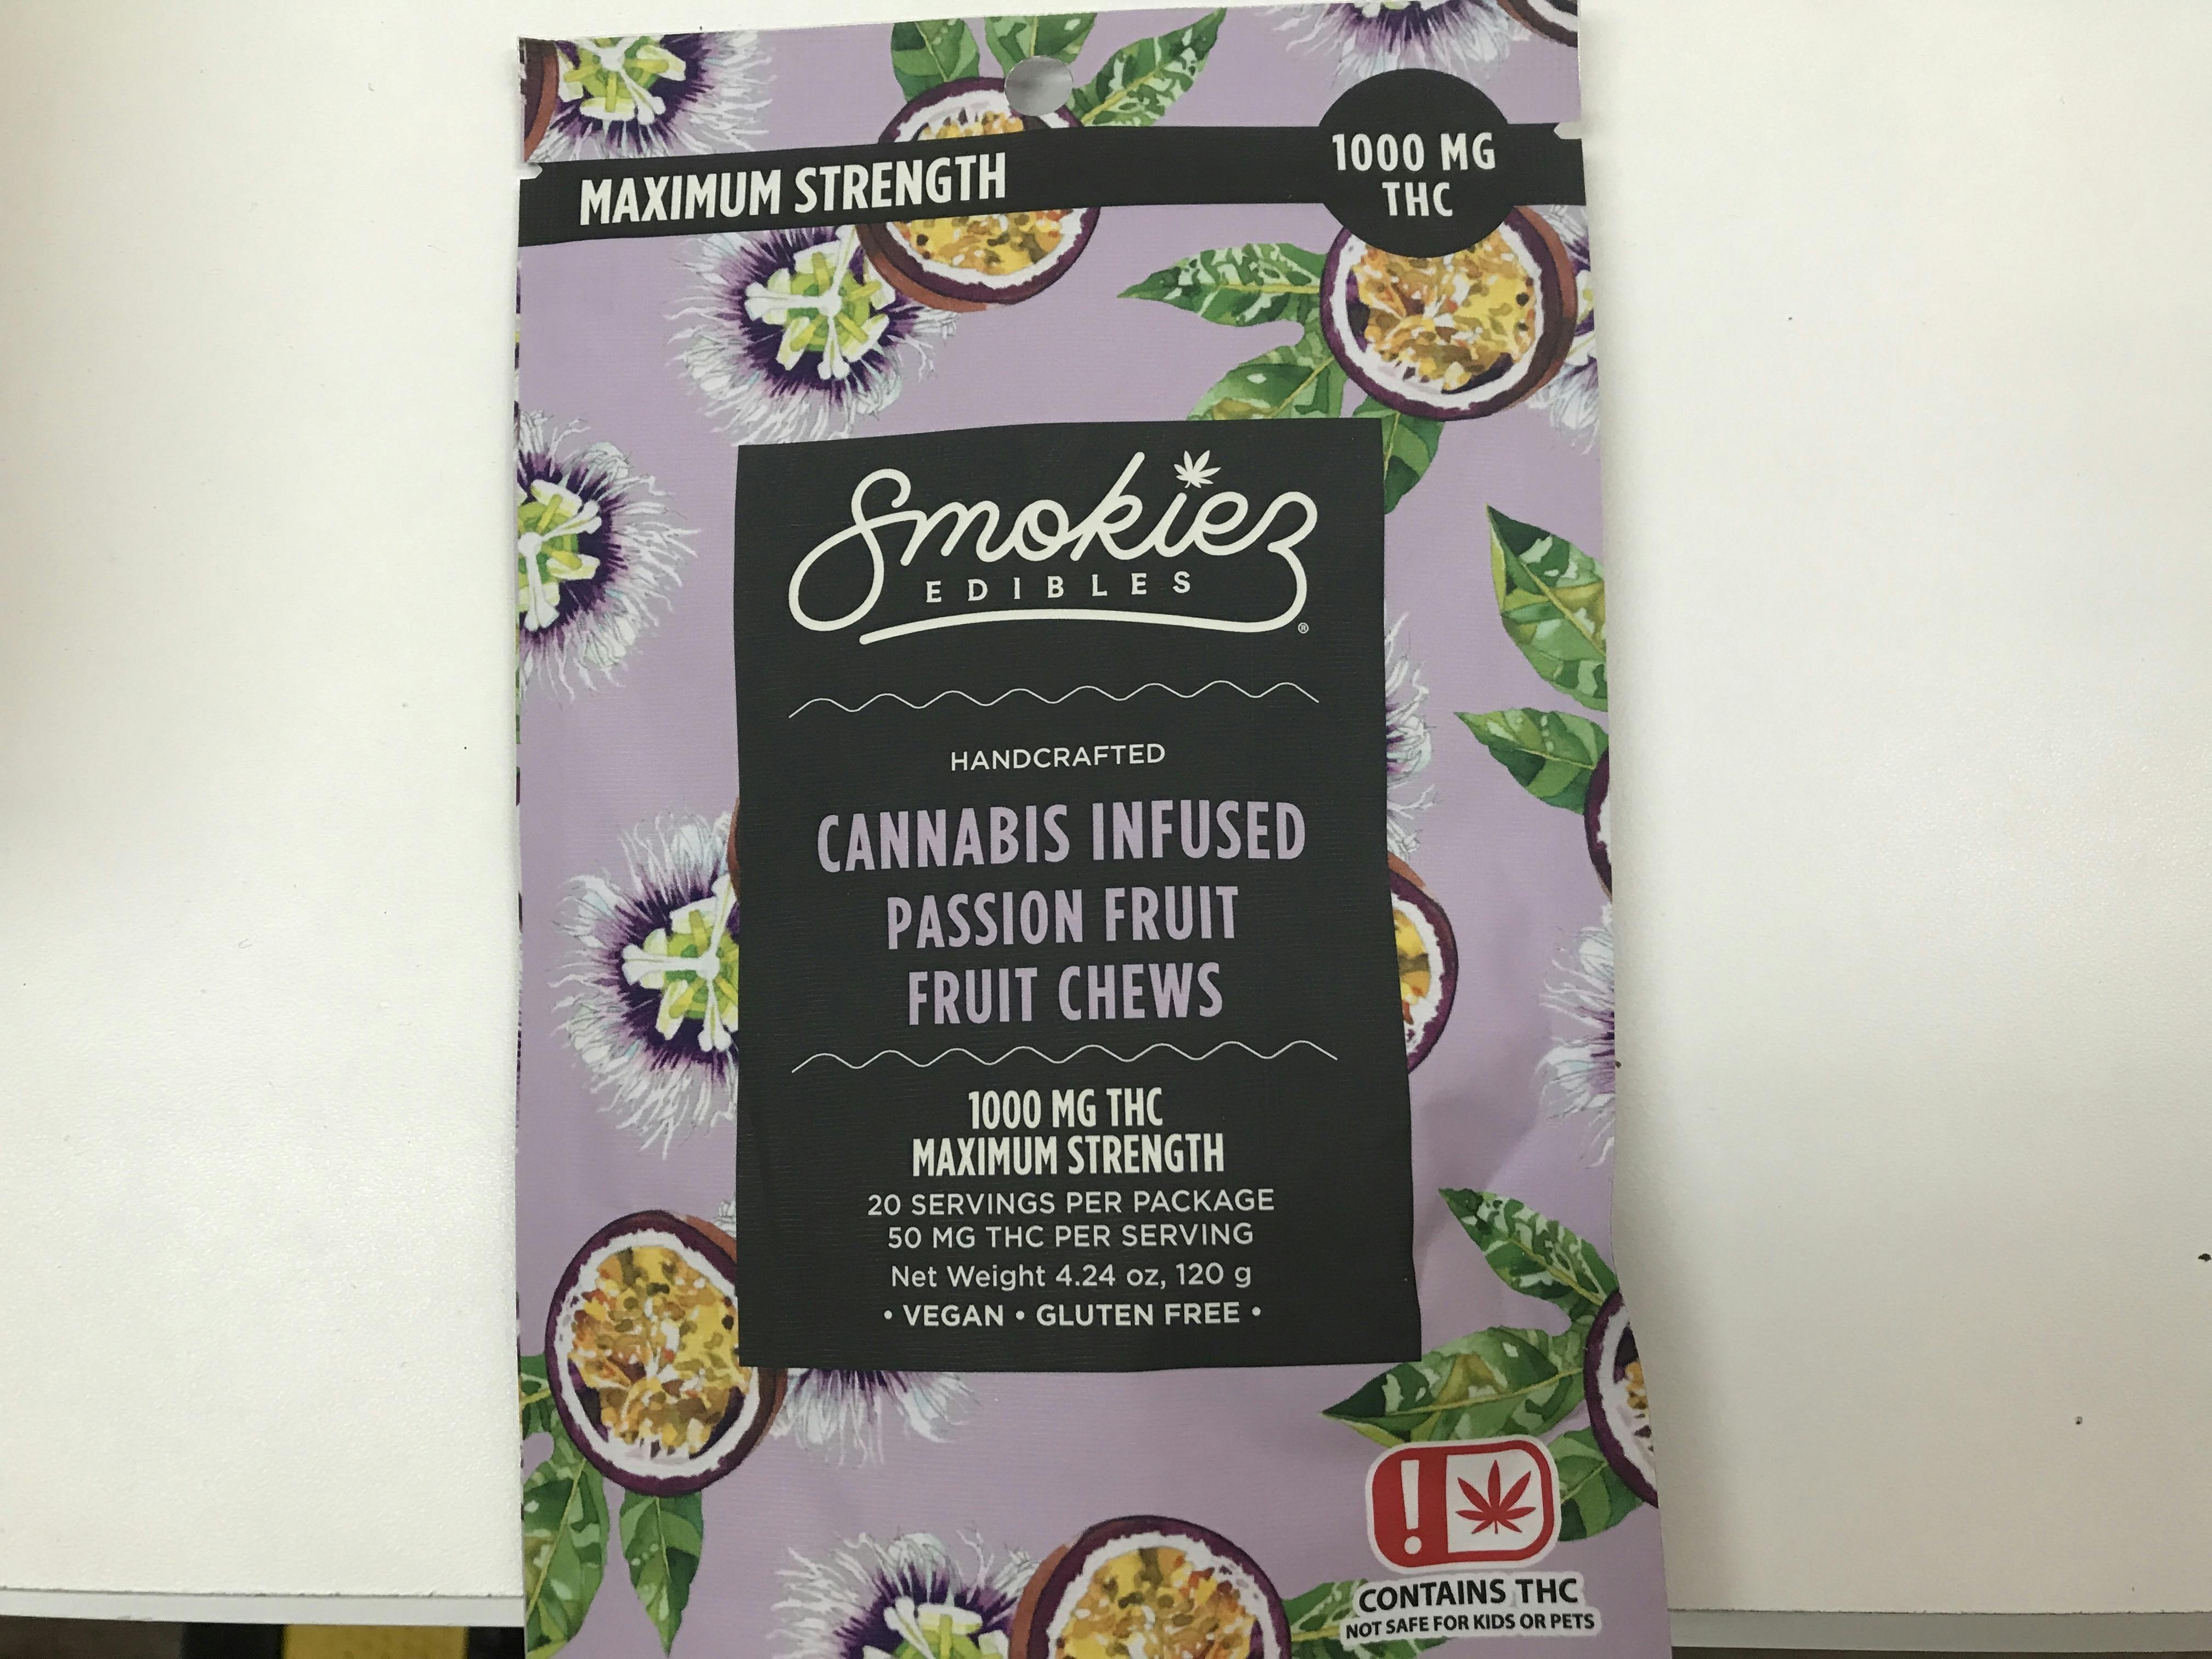 MAXIMUM STRENGTH
1000 MG
THC
Smokiez
EDIBLES
®
HANDCRAFTED
CANNABIS INFUSED
PASSION FRUIT
FRUIT CHEWS
1000 MG THC
MAXIMUM STRENGTH
20 SERVINGS PER PACKAGE
50 MG THC PER SERVING
Net Weight 4.24 oz, 120 g
• VEGAN • GLUTEN FREE •
!
CONTAINS THC
NOT SAFE FOR KIDS OR PETS